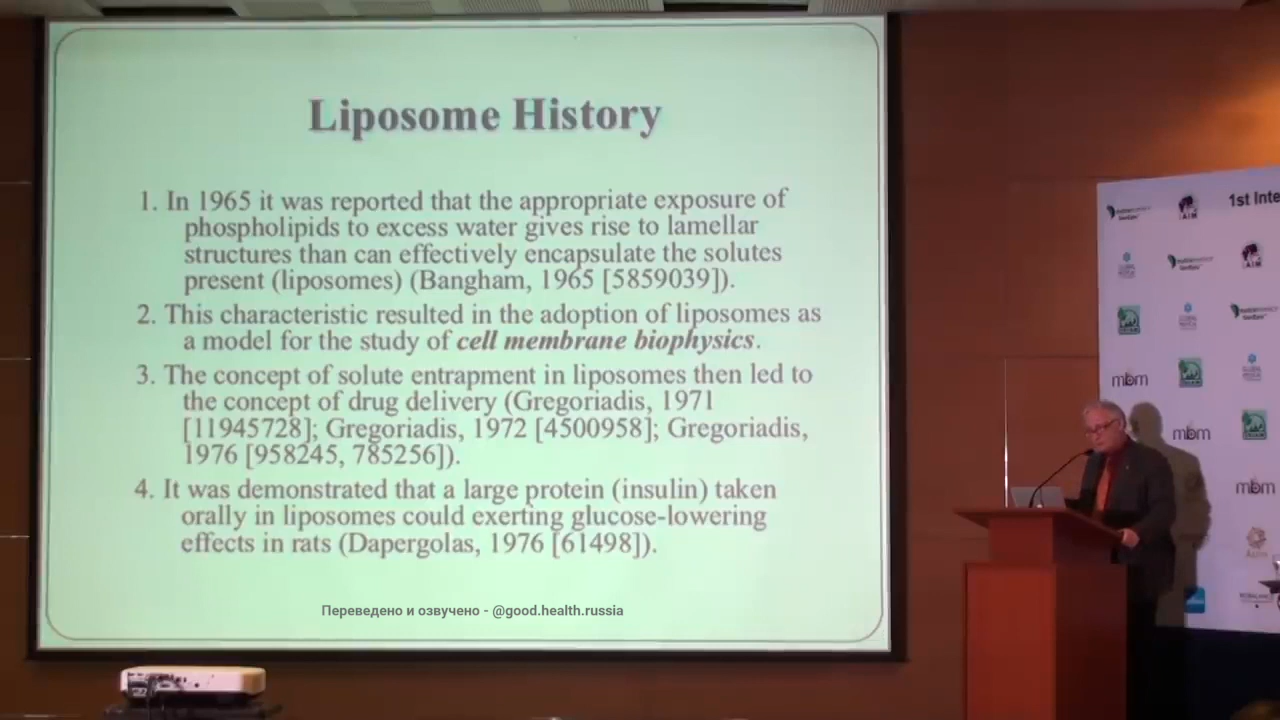 Liposome History
1. In 1965 it was reported that the appropriate exposure of
phospholipids to excess water gives rise to lamellar
structures than can effectively encapsulate the solutes
present (liposomes) (Bangham, 1965 [5859039]).
2. This characteristic resulted in the adoption of liposomes as
a model for the study of cell membrane biophysics.
3. The concept of solute entrapment in liposomes then led to
the concept of drug delivery (Gregoriadis, 1971
[11945728]; Gregoriadis, 1972 [4500958]; Gregoriadis,
1976 [958245, 785256]).
4. It was demonstrated that a large protein (insulin) taken
orally in liposomes could exerting glucose-lowering
effects in rats (Dapergolas, 1976 [61498]).
Переведено и озвучено - @good.health.russia
1st Inte
AIM
AIM
mbm
mbm
mbm